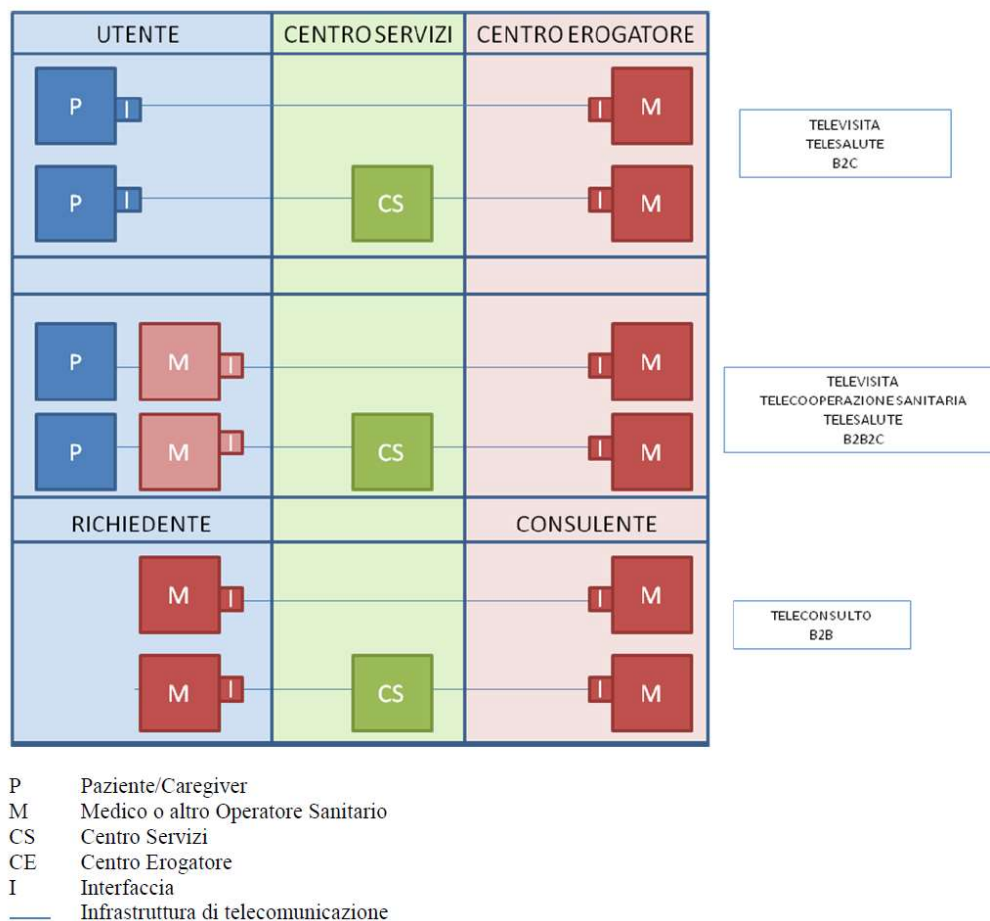 UTENTE CENTRO SERVIZI CENTRO EROGATORE
P I I M
TELEVISITA
TELESALUTE
B2C
P I CS I M
P M I I M
TELEVISITA
TELECOOPERAZIONE SANITARIA
TELESALUTE
B2B2C
P M I CS I M
RICHIEDENTE CONSULENTE
M I I M
TELECONSULTO
B2B
M I CS I M
P Paziente/Caregiver
M Medico o altro Operatore Sanitario
CS Centro Servizi
CE Centro Erogatore
I Interfaccia
Infrastruttura di telecomunicazione